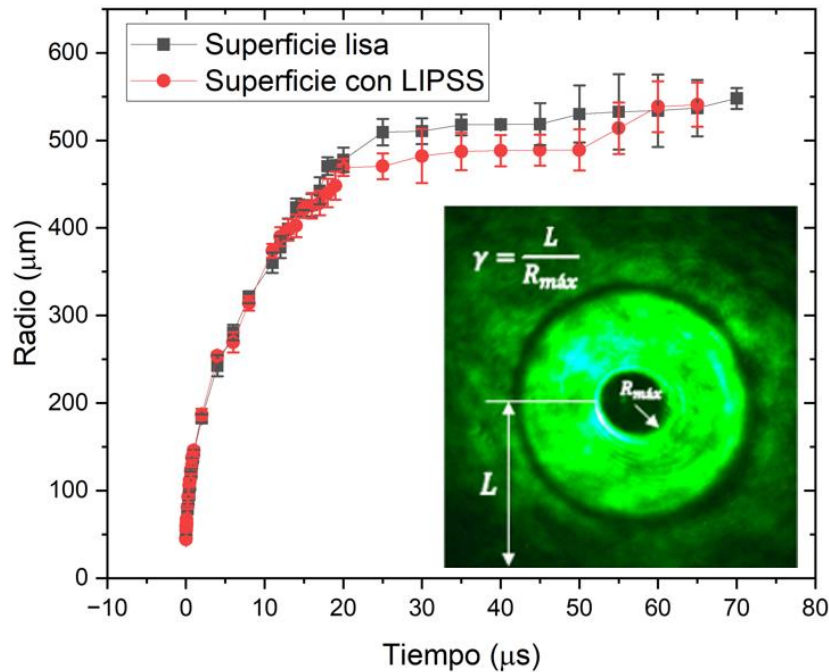 Superficie lisa
Superficie con LIPSS
600
500
400
300
200
100
0
Radio (μm)
γ = L / R_máx
R_máx
L
−10 0 10 20 30 40 50 60 70 80
Tiempo (μs)